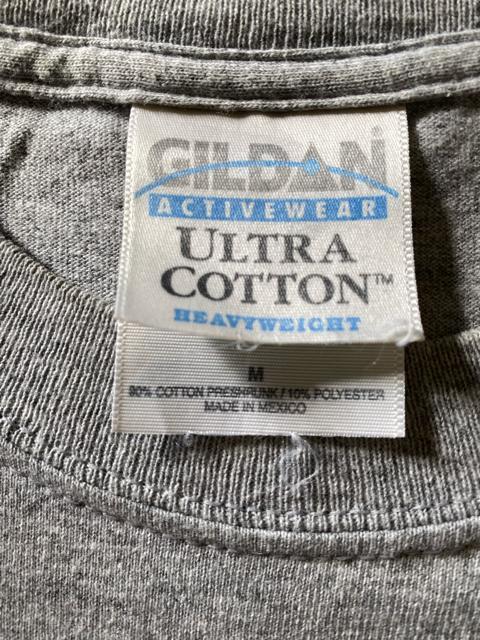 GILDAN
ACTIVEWEAR
ULTRA
COTTON™
HEAVYWEIGHT
M
90% COTTON PRESHRUNK / 10% POLYESTER
MADE IN MEXICO